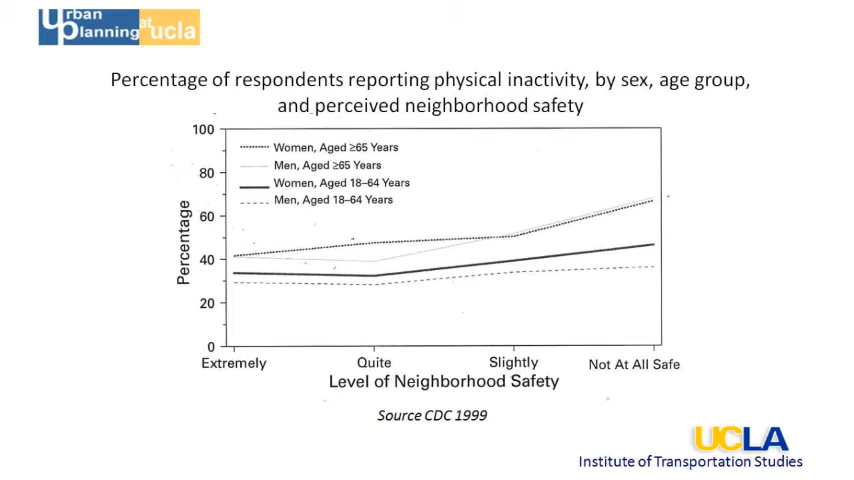 Urban
Planning at ucla
Percentage of respondents reporting physical inactivity, by sex, age group,
and perceived neighborhood safety
100
80
60
40
20
0
Percentage
Women, Aged ≥65 Years
Men, Aged ≥65 Years
Women, Aged 18–64 Years
Men, Aged 18–64 Years
Extremely Quite Slightly Not At All Safe
Level of Neighborhood Safety
Source CDC 1999
UCLA
Institute of Transportation Studies